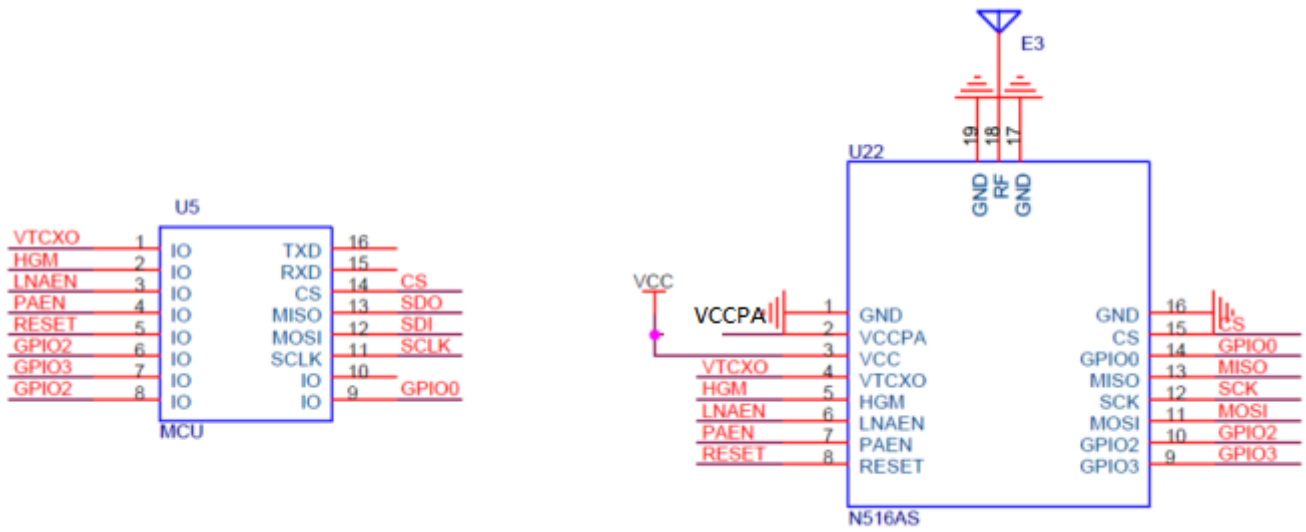 E3
19
18
17
U22
GND
RF
GND
U5
VTCXO 1 IO TXD 16
HGM 2 IO RXD 15
LNAEN 3 IO CS 14 CS
PAEN 4 IO MISO 13 SDO
RESET 5 IO MOSI 12 SDI
GPIO2 6 IO SCLK 11 SCLK
GPIO3 7 IO IO 10
GPIO2 8 IO IO 9 GPIO0
MCU
VCC
1 GND GND 16
VCCPA 2 VCCPA CS 15 CS
3 VCC GPIO0 14 GPIO0
VTCXO 4 VTCXO MISO 13 MISO
HGM 5 HGM SCK 12 SCK
LNAEN 6 LNAEN MOSI 11 MOSI
PAEN 7 PAEN GPIO2 10 GPIO2
RESET 8 RESET GPIO3 9 GPIO3
N516AS